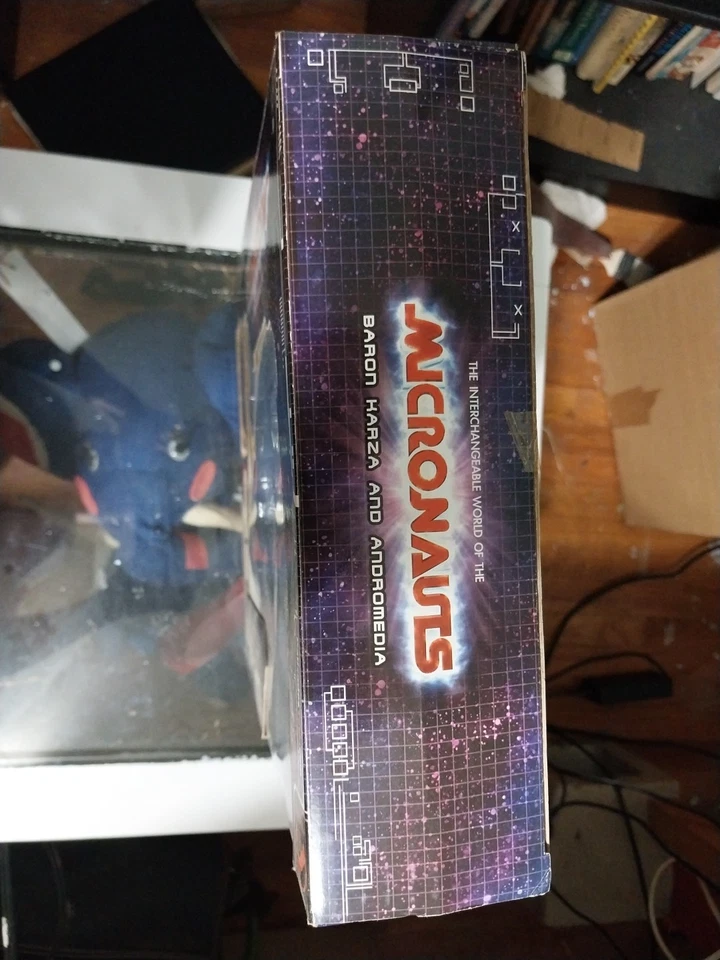 THE INTERCHANGEABLE WORLD OF THE
MICRONAUTS
BARON KARZA AND ANDROMEDIA